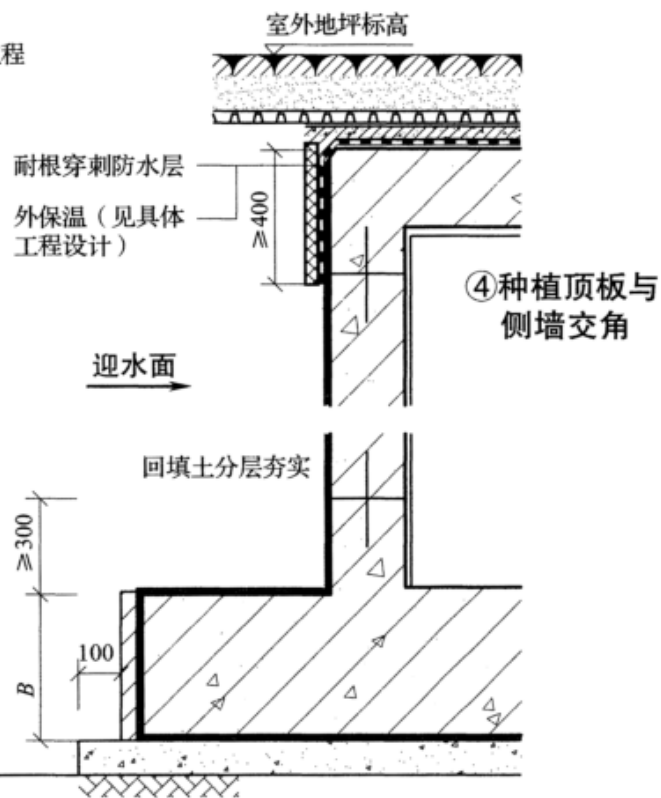 室外地坪标高
程
耐根穿刺防水层
外保温（见具体
工程设计）
≥400
④种植顶板与
侧墙交角
迎水面
回填土分层夯实
≥300
100
B